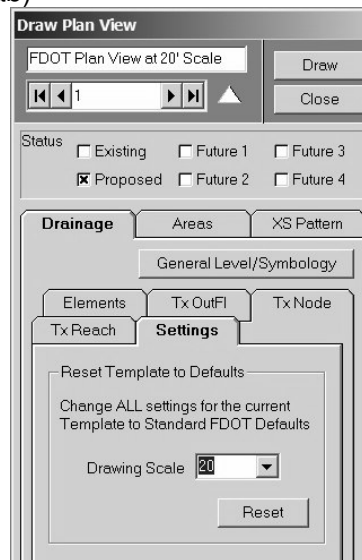 Draw Plan View
FDOT Plan View at 20' Scale
Draw
1
Close
Status
Existing Future 1 Future 3
Proposed Future 2 Future 4
Drainage Areas XS Pattern
General Level/Symbology
Elements Tx OutFl Tx Node
Tx Reach Settings
Reset Template to Defaults
Change ALL settings for the current
Template to Standard FDOT Defaults
Drawing Scale 20
Reset